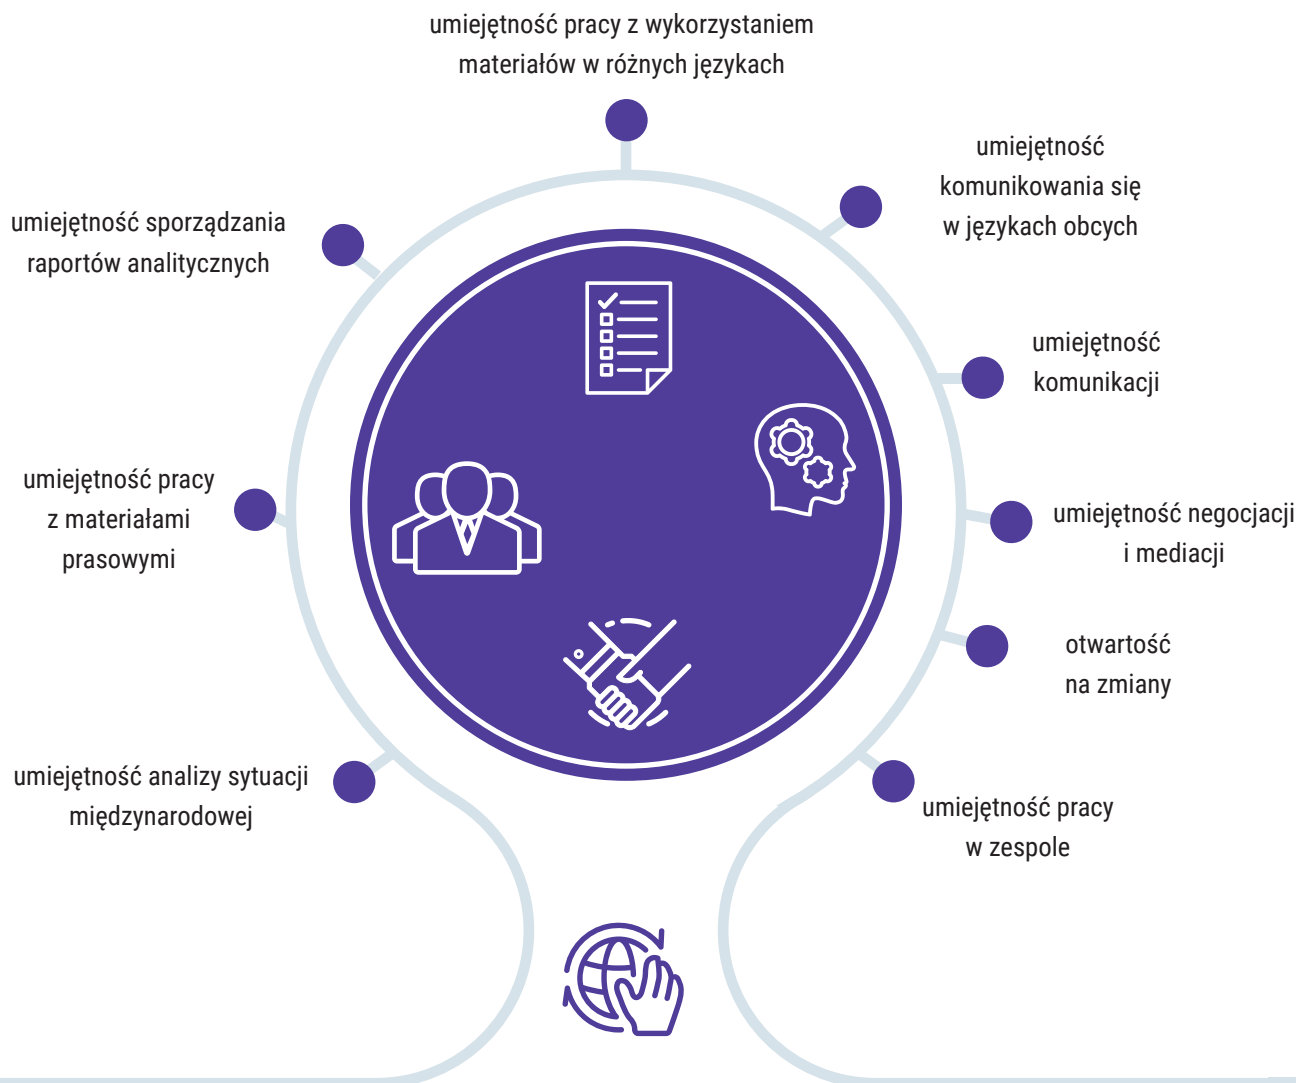 umiejętność pracy z wykorzystaniem
materiałów w różnych językach
umiejętność
komunikowania się
w językach obcych
umiejętność sporządzania
raportów analitycznych
umiejętność
komunikacji
umiejętność pracy
z materiałami
prasowymi
umiejętność negocjacji
i mediacji
otwartość
na zmiany
umiejętność analizy sytuacji
międzynarodowej
umiejętność pracy
w zespole